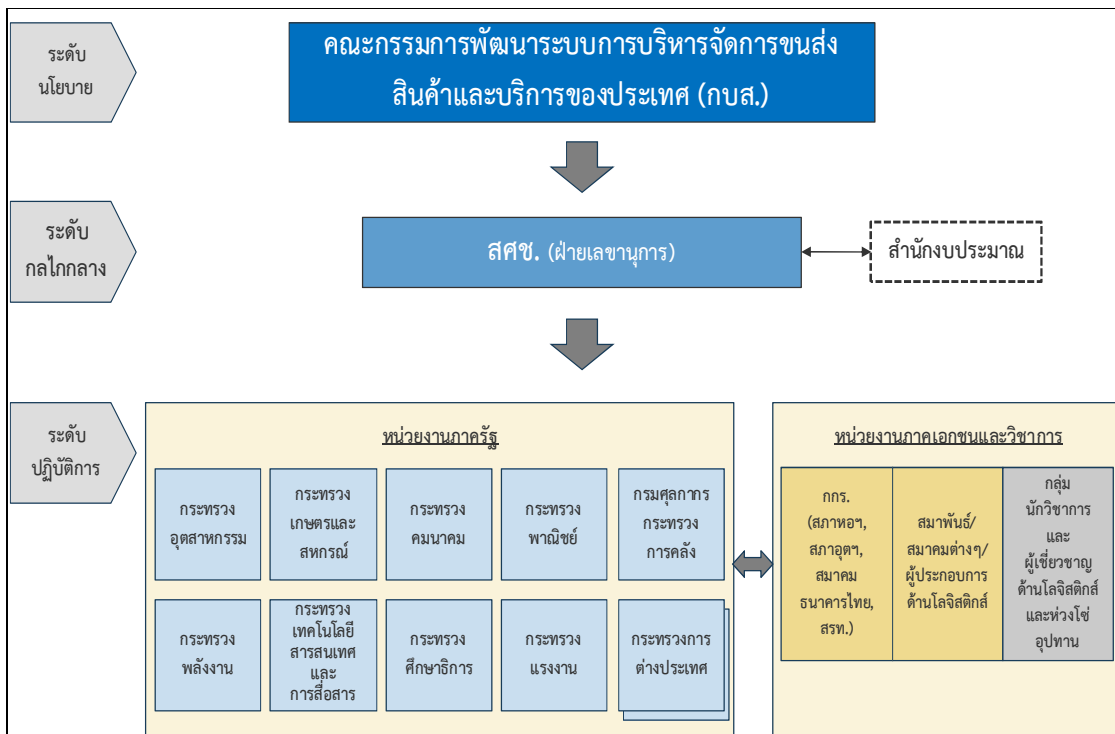 ระดับ
นโยบาย
คณะกรรมการพัฒนาระบบการบริหารจัดการขนส่ง
สินค้าและบริการของประเทศ (กบส.)
ระดับ
กลไกกลาง
สศช. (ฝ่ายเลขานุการ)
สำนักงบประมาณ
ระดับ
ปฏิบัติการ
หน่วยงานภาครัฐ
กระทรวง
อุตสาหกรรม
กระทรวง
เกษตรและ
สหกรณ์
กระทรวง
คมนาคม
กระทรวง
พาณิชย์
กรมศุลกากร
กระทรวง
การคลัง
กระทรวง
พลังงาน
กระทรวง
เทคโนโลยี
สารสนเทศ
และ
การสื่อสาร
กระทรวง
ศึกษาธิการ
กระทรวง
แรงงาน
กระทรวงการ
ต่างประเทศ
หน่วยงานภาคเอกชนและวิชาการ
กกร.
(สภาหอฯ,
สภาอุตฯ,
สมาคม
ธนาคารไทย,
สรท.)
สมาพันธ์/
สมาคมต่างๆ/
ผู้ประกอบการ
ด้านโลจิสติกส์
กลุ่ม
นักวิชาการ
และ
ผู้เชี่ยวชาญ
ด้านโลจิสติกส์
และห่วงโซ่
อุปทาน